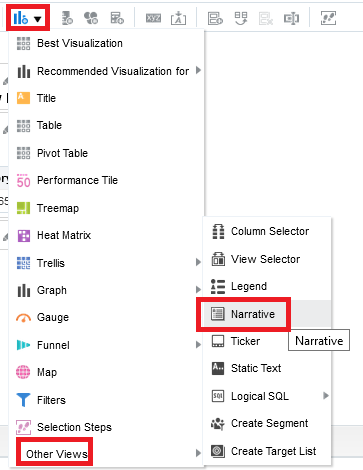 Best Visualization
Recommended Visualization for
Title
Table
Pivot Table
50
Performance Tile
Treemap
Heat Matrix
Trellis
Graph
Gauge
Funnel
Map
Filters
Selection Steps
Other Views
Column Selector
View Selector
Legend
Narrative
Ticker
Narrative
Static Text
Logical SQL
Create Segment
Create Target List